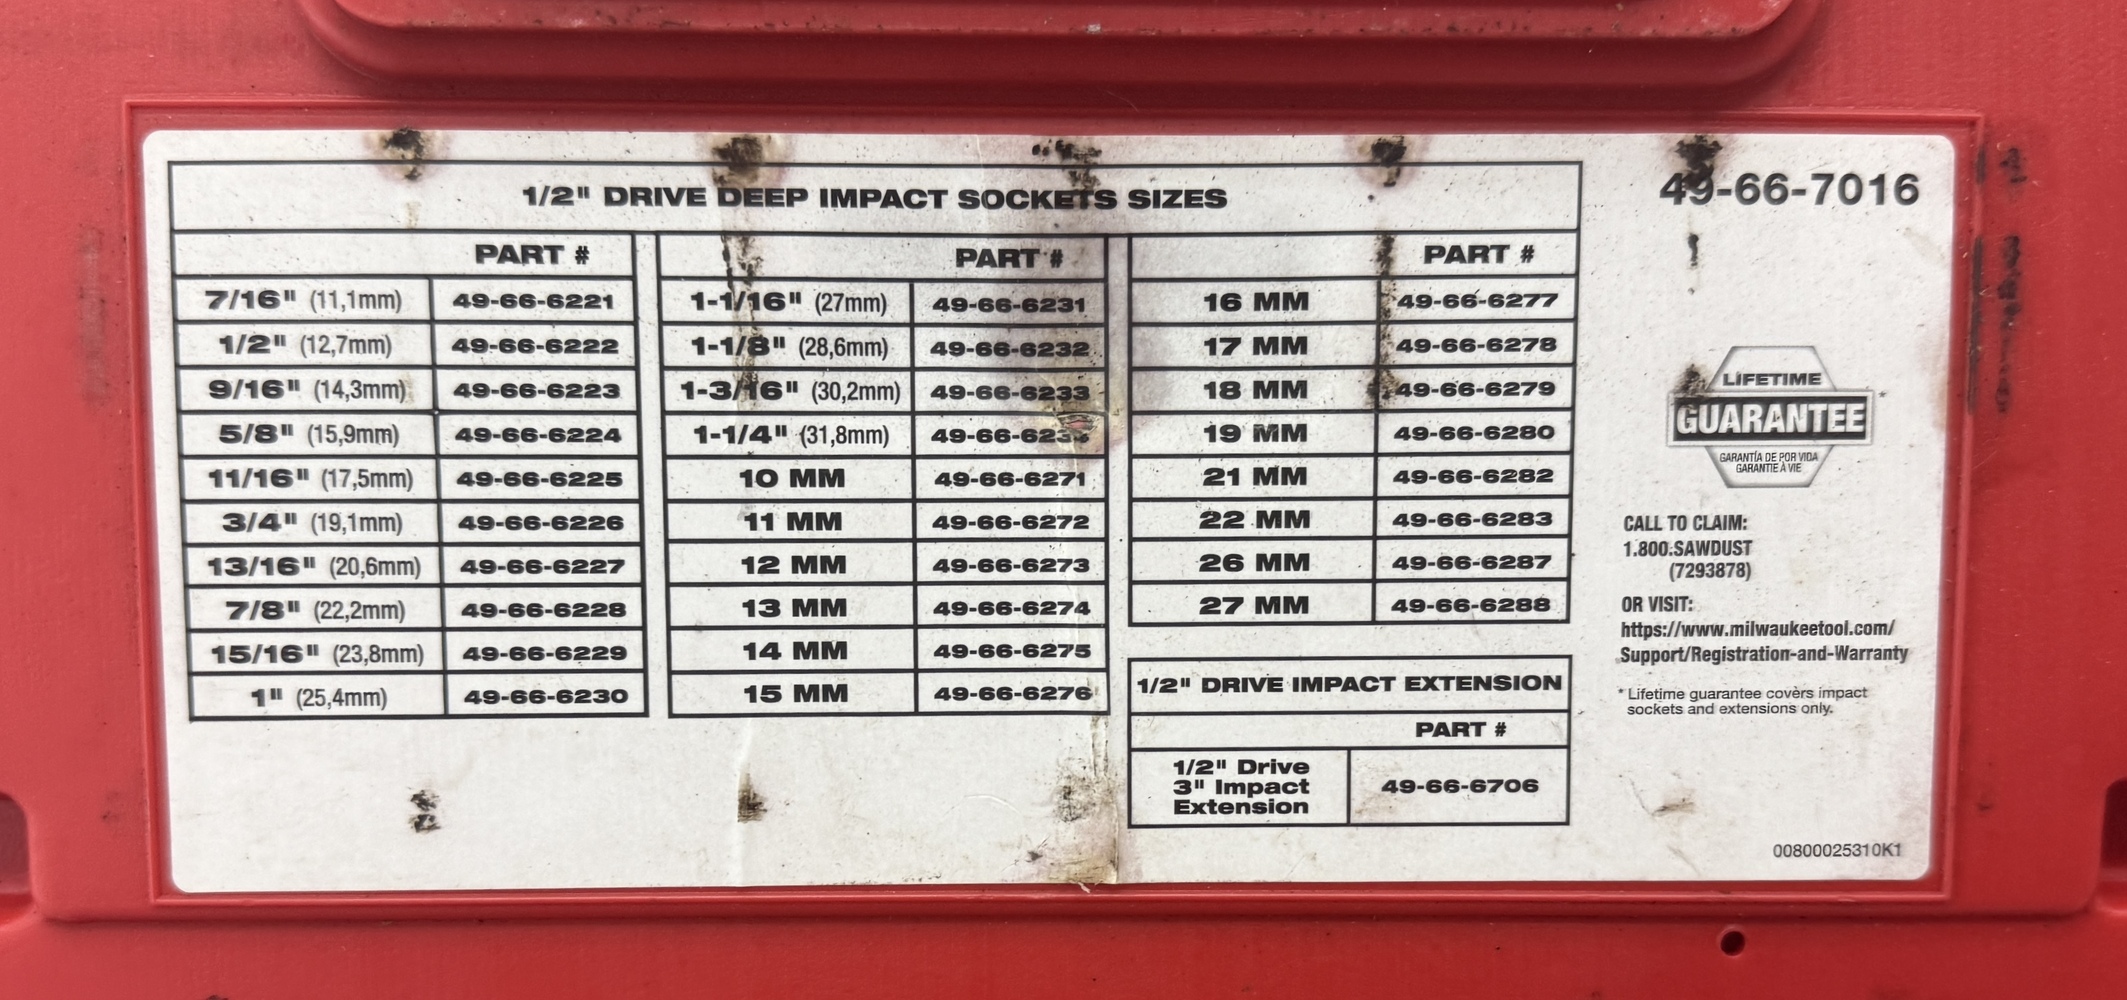 1/2" DRIVE DEEP IMPACT SOCKETS SIZES
PART #
7/16" (11,1mm) 49-66-6221
1/2" (12,7mm) 49-66-6222
9/16" (14,3mm) 49-66-6223
5/8" (15,9mm) 49-66-6224
11/16" (17,5mm) 49-66-6225
3/4" (19,1mm) 49-66-6226
13/16" (20,6mm) 49-66-6227
7/8" (22,2mm) 49-66-6228
15/16" (23,8mm) 49-66-6229
1" (25,4mm) 49-66-6230
PART #
1-1/16" (27mm) 49-66-6231
1-1/8" (28,6mm) 49-66-6232
1-3/16" (30,2mm) 49-66-6233
1-1/4" (31,8mm)
10 MM 49-66-6271
11 MM 49-66-6272
12 MM 49-66-6273
13 MM 49-66-6274
14 MM 49-66-6275
15 MM 49-66-6276
PART #
16 MM 49-66-6277
17 MM 49-66-6278
18 MM 49-66-6279
19 MM 49-66-6280
21 MM 49-66-6282
22 MM 49-66-6283
26 MM 49-66-6287
27 MM 49-66-6288
1/2" DRIVE IMPACT EXTENSION
PART #
1/2" Drive
3" Impact
Extension
49-66-6706
49-66-7016
LIFETIME
GUARANTEE*
GARANTÍA DE POR VIDA
GARANTIE À VIE
CALL TO CLAIM:
1.800.SAWDUST
(7293878)
OR VISIT:
https://www.milwaukeetool.com/
Support/Registration-and-Warranty
* Lifetime guarantee covers impact
sockets and extensions only.
00800025310K1